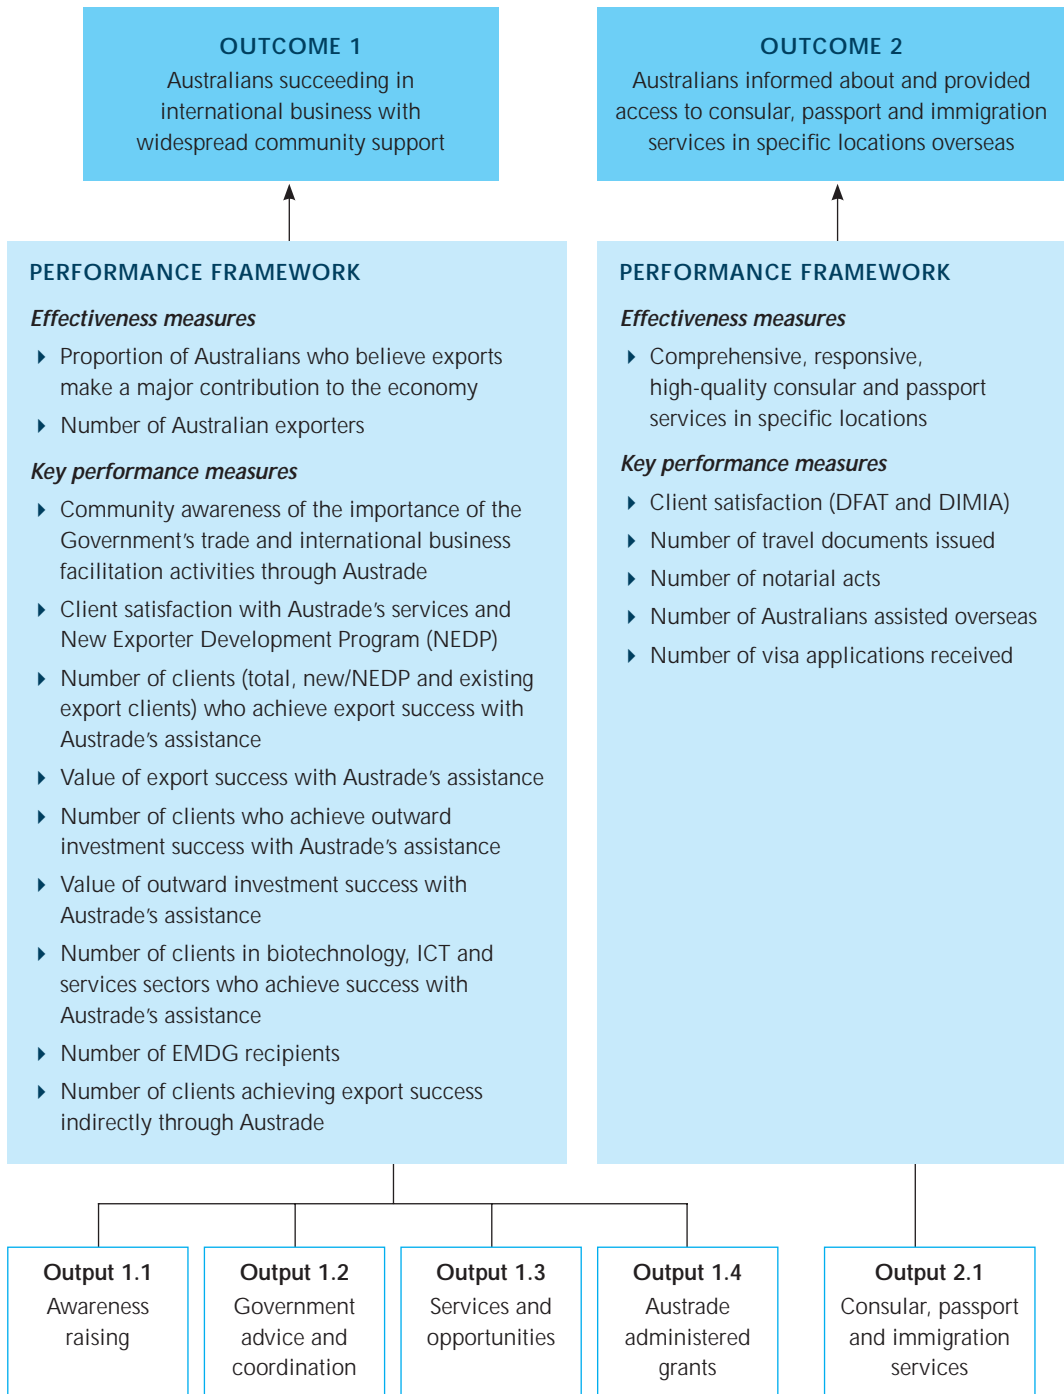 OUTCOME 1
Australians succeeding in
international business with
widespread community support
OUTCOME 2
Australians informed about and provided
access to consular, passport and immigration
services in specific locations overseas
PERFORMANCE FRAMEWORK
Effectiveness measures
Proportion of Australians who believe exports
make a major contribution to the economy
Number of Australian exporters
Key performance measures
Community awareness of the importance of the
Government's trade and international business
facilitation activities through Austrade
Client satisfaction with Austrade's services and
New Exporter Development Program (NEDP)
Number of clients (total, new/NEDP and existing
export clients) who achieve export success with
Austrade's assistance
Value of export success with Austrade's assistance
Number of clients who achieve outward
investment success with Austrade's assistance
Value of outward investment success with
Austrade's assistance
Number of clients in biotechnology, ICT and
services sectors who achieve success with
Austrade's assistance
Number of EMDG recipients
Number of clients achieving export success
indirectly through Austrade
PERFORMANCE FRAMEWORK
Effectiveness measures
Comprehensive, responsive,
high-quality consular and passport
services in specific locations
Key performance measures
Client satisfaction (DFAT and DIMIA)
Number of travel documents issued
Number of notarial acts
Number of Australians assisted overseas
Number of visa applications received
Output 1.1
Awareness
raising
Output 1.2
Government
advice and
coordination
Output 1.3
Services and
opportunities
Output 1.4
Austrade
administered
grants
Output 2.1
Consular, passport
and immigration
services